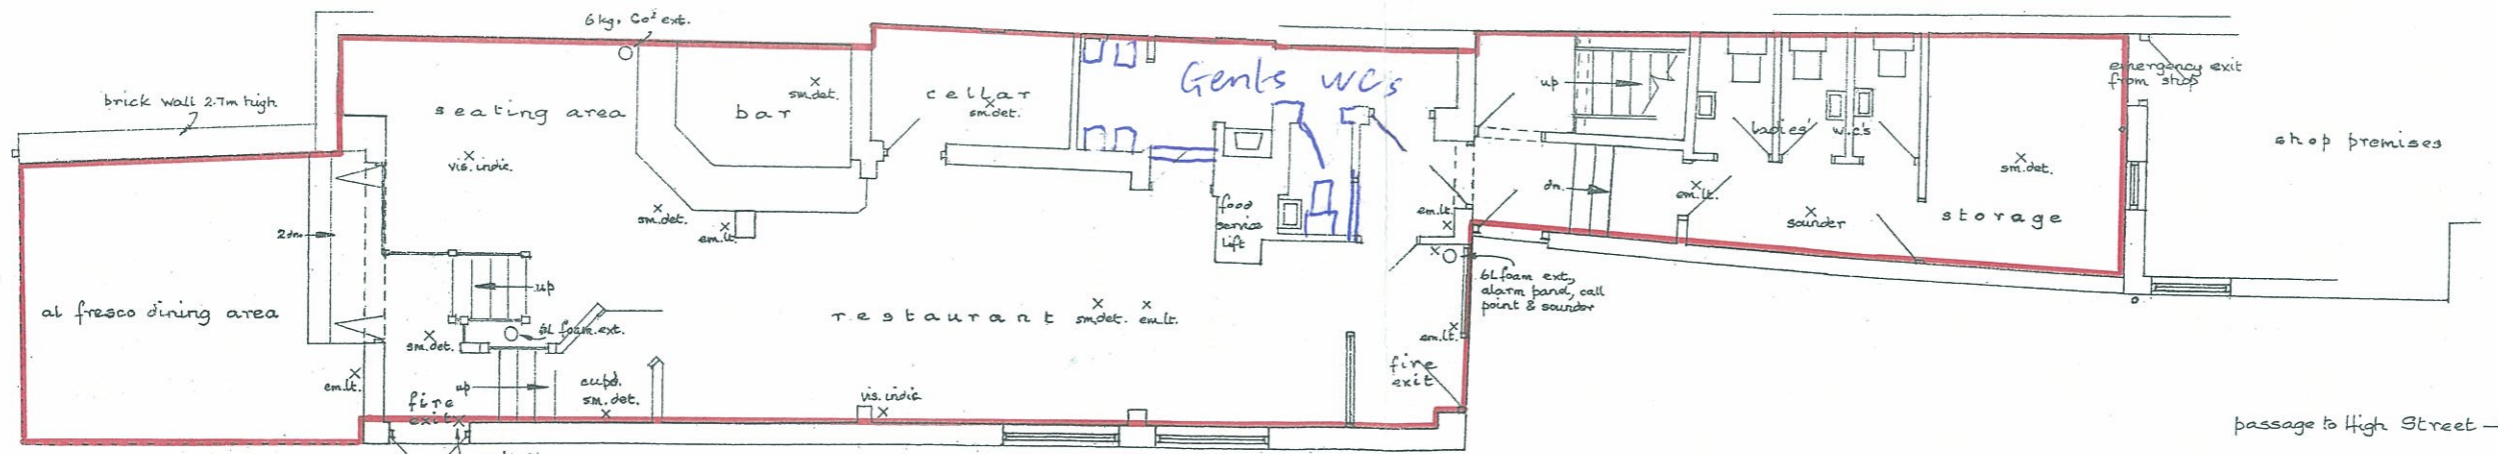 6kg. Co² ext.
brick wall 2.7m high
seating area
bar
sm.det.
cellar
sm.det.
Gents WCs
up
ladies'
w.c's
emergency exit
from shop
shop premises
vis. indic.
sm.det.
em.lt.
food
service
lift
em.lt.
dn.
em.lt.
sounder
sm.det.
storage
2dn.
al fresco dining area
up
6L foam ext.
sm.det.
em.lt.
restaurant
sm.det.
em.lt.
6L foam ext.,
alarm panel, call
point & sounder
em.lt.
fire
exit
up
cupd.
sm.det.
fire
exit
vis. indic.
passage to High Street